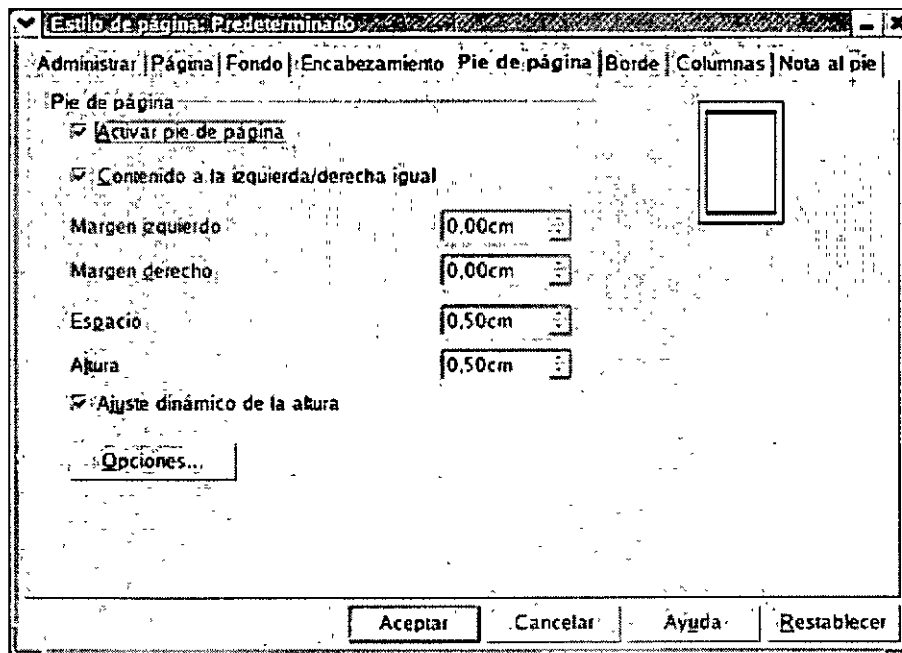 Estilo de página: Predeterminado
Administrar Página Fondo Encabezamiento Pie de página Borde Columnas Nota al pie
Pie de página
Activar pie de página
Contenido a la izquierda/derecha igual
Margen izquierdo 0,00cm
Margen derecho 0,00cm
Espacio 0,50cm
Altura 0,50cm
Ajuste dinámico de la altura
Opciones...
Aceptar Cancelar Ayuda Restablecer